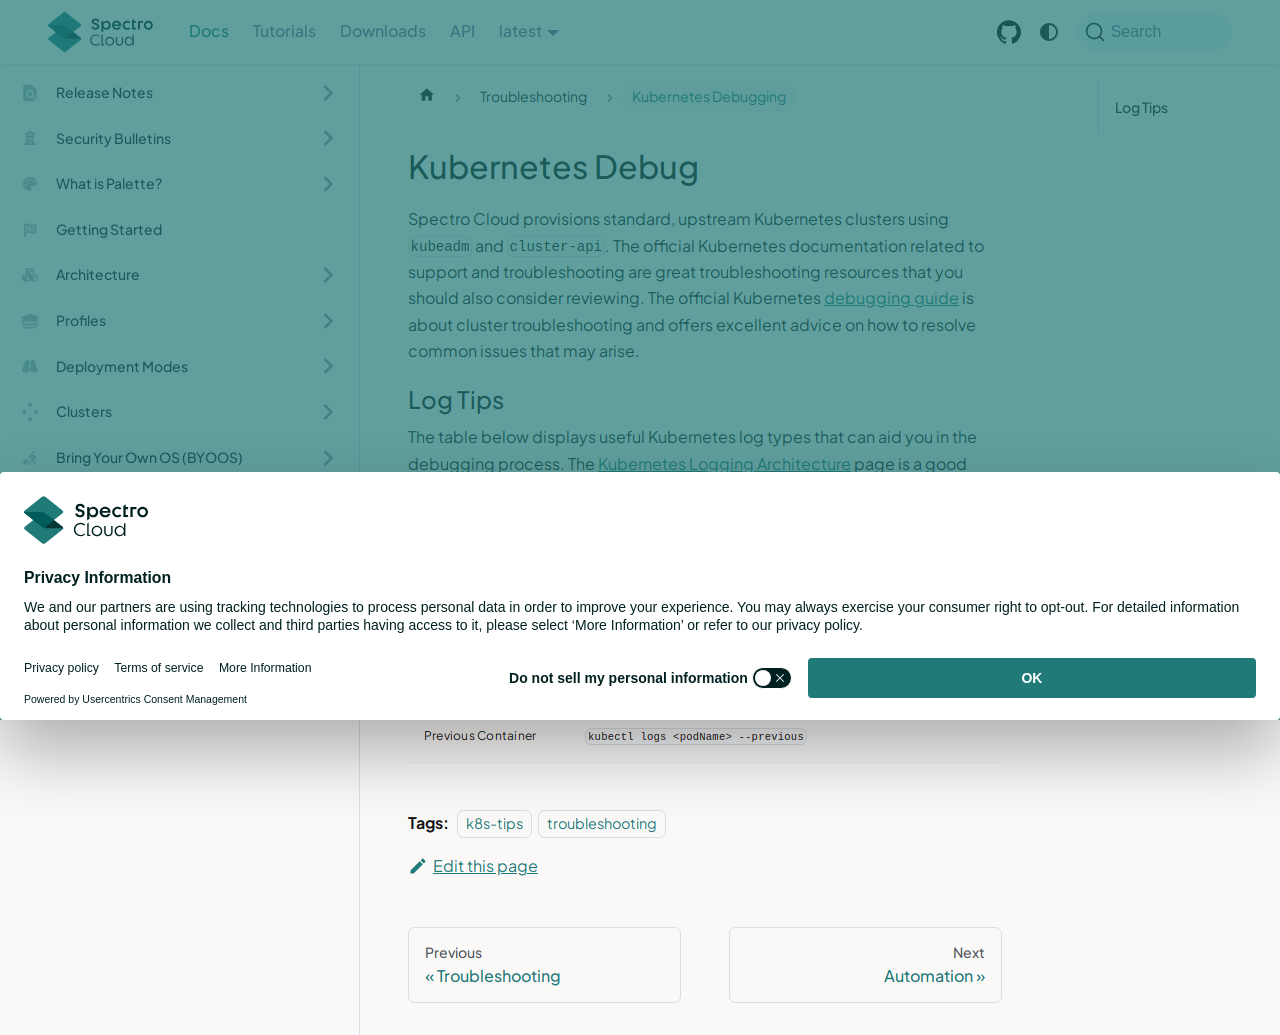 Spectro
Cloud
Docs
Tutorials
Downloads
API
latest
Search
Release Notes
Security Bulletins
What is Palette?
Getting Started
Architecture
Profiles
Deployment Modes
Clusters
Bring Your Own OS (BYOOS)
Troubleshooting
Kubernetes Debugging
Log Tips
Kubernetes Debug
Spectro Cloud provisions standard, upstream Kubernetes clusters using
kubeadm and cluster-api. The official Kubernetes documentation related to
support and troubleshooting are great troubleshooting resources that you
should also consider reviewing. The official Kubernetes debugging guide is
about cluster troubleshooting and offers excellent advice on how to resolve
common issues that may arise.
Log Tips
The table below displays useful Kubernetes log types that can aid you in the
debugging process. The Kubernetes Logging Architecture page is a good
Spectro
Cloud
Privacy Information
We and our partners are using tracking technologies to process personal data in order to improve your experience. You may always exercise your consumer right to opt-out. For detailed information
about personal information we collect and third parties having access to it, please select ‘More Information’ or refer to our privacy policy.
Privacy policy
Terms of service
More Information
Do not sell my personal information
OK
Powered by Usercentrics Consent Management
Previous Container
kubectl logs <podName> --previous
Tags:
k8s-tips
troubleshooting
Edit this page
Previous
« Troubleshooting
Next
Automation »